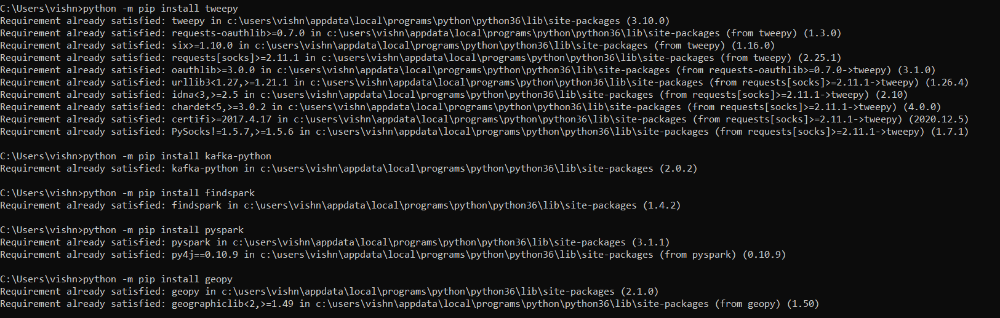 C:\Users\vishn>python -m pip install tweepy
Requirement already satisfied: tweepy in c:\users\vishn\appdata\local\programs\python\python36\lib\site-packages (3.10.0)
Requirement already satisfied: requests-oauthlib>=0.7.0 in c:\users\vishn\appdata\local\programs\python\python36\lib\site-packages (from tweepy) (1.3.0)
Requirement already satisfied: six>=1.10.0 in c:\users\vishn\appdata\local\programs\python\python36\lib\site-packages (from tweepy) (1.16.0)
Requirement already satisfied: requests[socks]>=2.11.1 in c:\users\vishn\appdata\local\programs\python\python36\lib\site-packages (from tweepy) (2.25.1)
Requirement already satisfied: oauthlib>=3.0.0 in c:\users\vishn\appdata\local\programs\python\python36\lib\site-packages (from requests-oauthlib>=0.7.0->tweepy) (3.1.0)
Requirement already satisfied: urllib3<1.27,>=1.21.1 in c:\users\vishn\appdata\local\programs\python\python36\lib\site-packages (from requests[socks]>=2.11.1->tweepy) (1.26.4)
Requirement already satisfied: idna<3,>=2.5 in c:\users\vishn\appdata\local\programs\python\python36\lib\site-packages (from requests[socks]>=2.11.1->tweepy) (2.10)
Requirement already satisfied: chardet<5,>=3.0.2 in c:\users\vishn\appdata\local\programs\python\python36\lib\site-packages (from requests[socks]>=2.11.1->tweepy) (4.0.0)
Requirement already satisfied: certifi>=2017.4.17 in c:\users\vishn\appdata\local\programs\python\python36\lib\site-packages (from requests[socks]>=2.11.1->tweepy) (2020.12.5)
Requirement already satisfied: PySocks!=1.5.7,>=1.5.6 in c:\users\vishn\appdata\local\programs\python\python36\lib\site-packages (from requests[socks]>=2.11.1->tweepy) (1.7.1)
C:\Users\vishn>python -m pip install kafka-python
Requirement already satisfied: kafka-python in c:\users\vishn\appdata\local\programs\python\python36\lib\site-packages (2.0.2)
C:\Users\vishn>python -m pip install findspark
Requirement already satisfied: findspark in c:\users\vishn\appdata\local\programs\python\python36\lib\site-packages (1.4.2)
C:\Users\vishn>python -m pip install pyspark
Requirement already satisfied: pyspark in c:\users\vishn\appdata\local\programs\python\python36\lib\site-packages (3.1.1)
Requirement already satisfied: py4j==0.10.9 in c:\users\vishn\appdata\local\programs\python\python36\lib\site-packages (from pyspark) (0.10.9)
C:\Users\vishn>python -m pip install geopy
Requirement already satisfied: geopy in c:\users\vishn\appdata\local\programs\python\python36\lib\site-packages (2.1.0)
Requirement already satisfied: geographiclib<2,>=1.49 in c:\users\vishn\appdata\local\programs\python\python36\lib\site-packages (from geopy) (1.50)